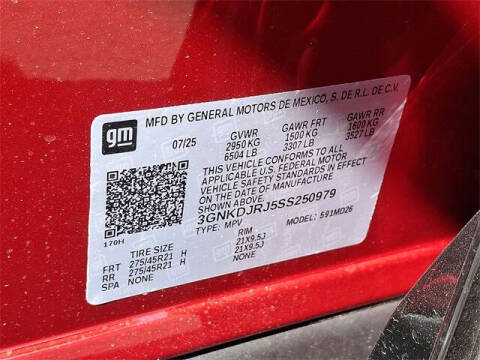 gm
MFD BY GENERAL MOTORS DE MEXICO, S. DE R.L. DE C.V.
07/25 GVWR GAWR FRT GAWR RR
2950 KG 1500 KG 1600 KG
6504 LB 3307 LB 3527 LB
THIS VEHICLE CONFORMS TO ALL
APPLICABLE U.S. FEDERAL MOTOR
VEHICLE SAFETY STANDARDS IN EFFECT
ON THE DATE OF MANUFACTURE
SHOWN ABOVE.
3GNKDJRJ5SS250979
170H TYPE: MPV MODEL: 591MD26
TIRE SIZE RIM
FRT 275/45R21 H 21X9.5J
RR 275/45R21 H 21X9.5J
SPA NONE NONE